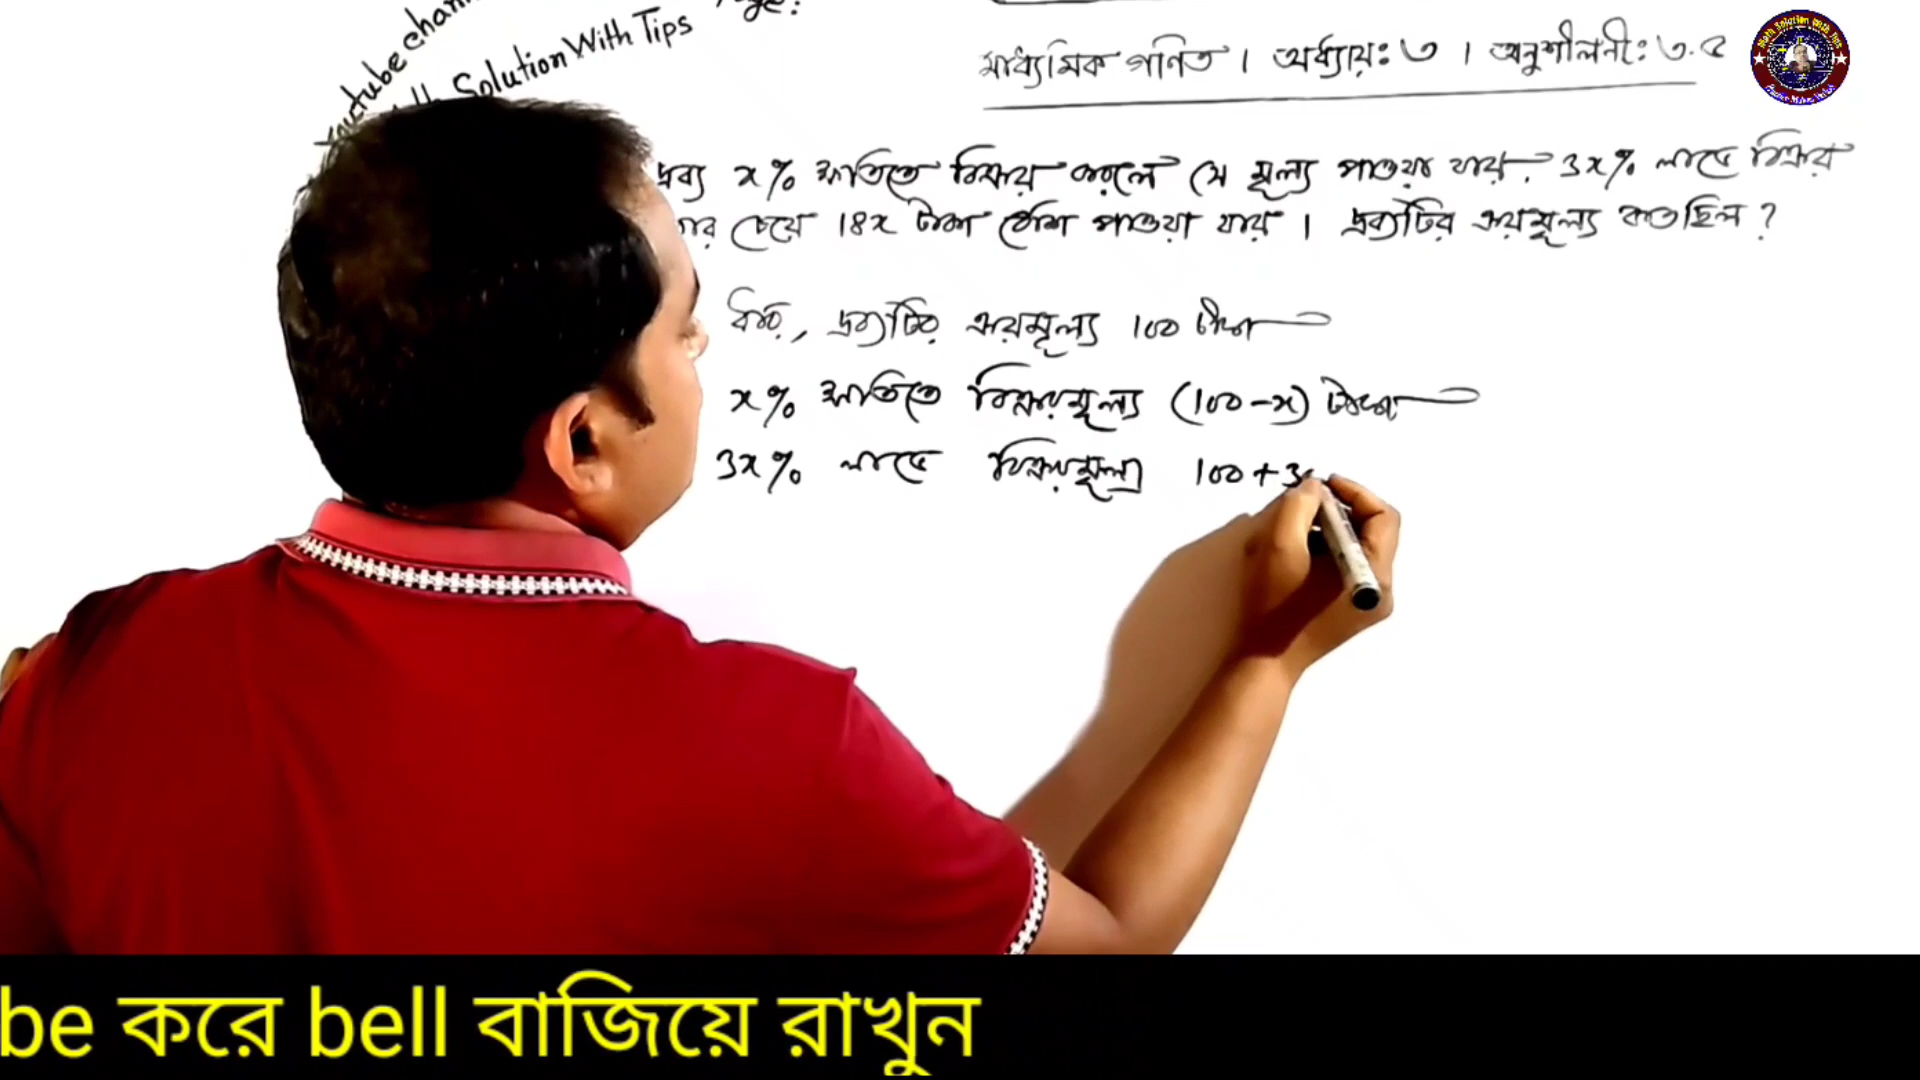 Youtube chann
Solution With Tips
মাধ্যমিক গণিত । অধ্যায়ঃ ৩ । অনুশীলনীঃ ৩.৫
দ্রব্য x% ক্ষতিতে বিক্রয় করলে যে মূল্য পাওয়া যায়. 3x% লাভে বিক্রয়
তার চেয়ে 18x টাকা বেশি পাওয়া যায় । দ্রব্যটির ক্রয়মূল্য কত ছিল ?
ধরি, দ্রব্যটির ক্রয়মূল্য 100 টাকা
x% ক্ষতিতে বিক্রয়মূল্য (100-x) টাকা
3x% লাভে বিক্রয়মূল্য 100+3
be করে bell বাজিয়ে রাখুন